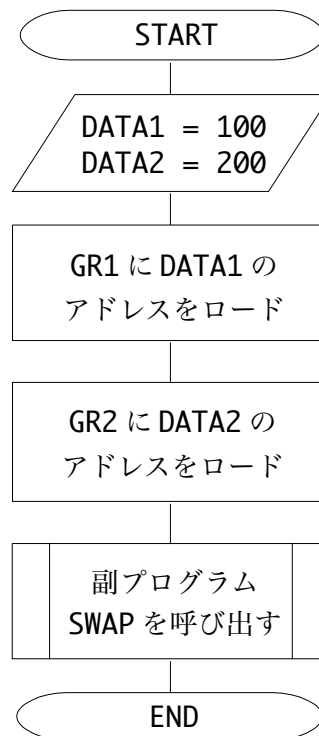 START
DATA1 = 100
DATA2 = 200
GR1 に DATA1 の
アドレスをロード
GR2 に DATA2 の
アドレスをロード
副プログラム
SWAP を呼び出す
END